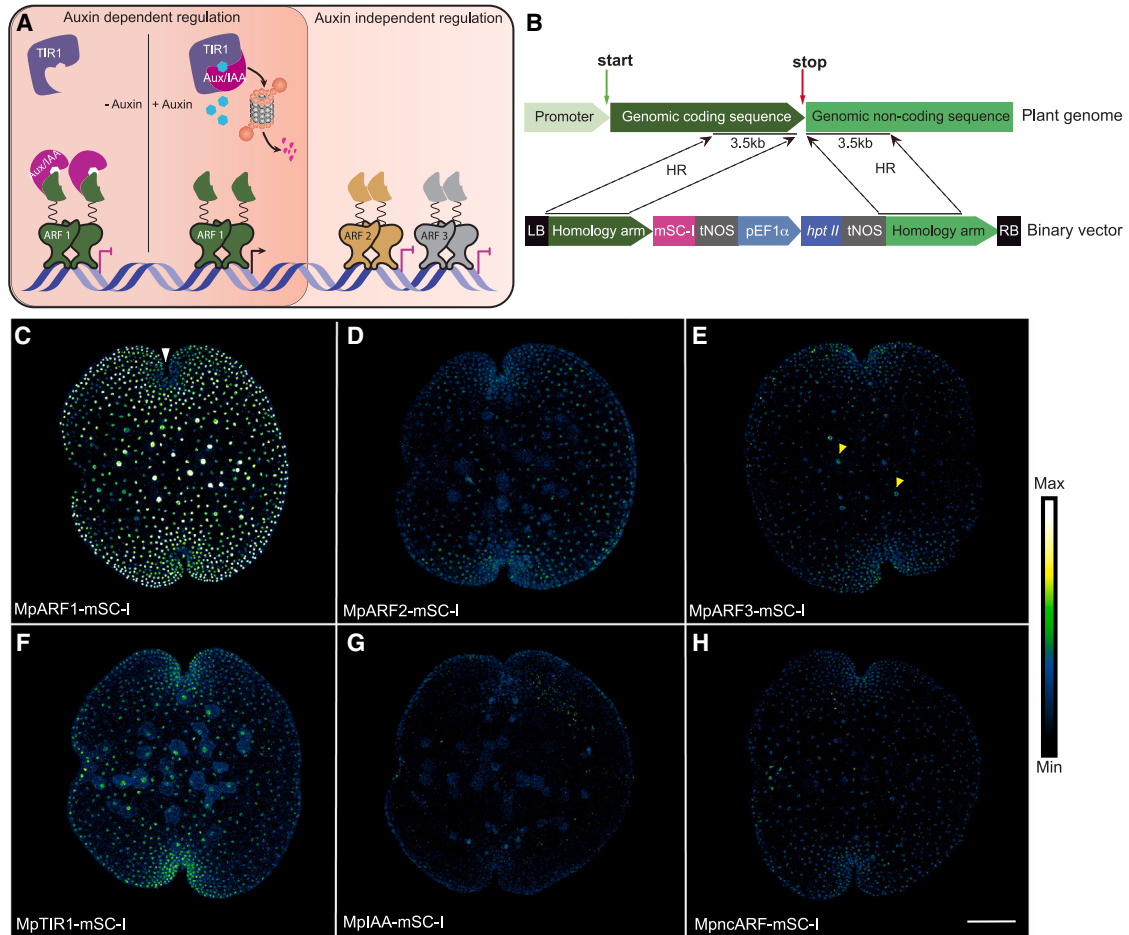 A
Auxin dependent regulation
Auxin independent regulation
TIR1
TIR1
Aux/IAA
- Auxin
+ Auxin
Aux/IAA
ARF 1
ARF 1
ARF 2
ARF 3
B
start
stop
Promoter
Genomic coding sequence
Genomic non-coding sequence
Plant genome
3.5kb
3.5kb
HR
HR
LB
Homology arm
mSC-I
tNOS
pEF1α
hpt II
tNOS
Homology arm
RB
Binary vector
C
MpARF1-mSC-I
D
MpARF2-mSC-I
E
MpARF3-mSC-I
F
MpTIR1-mSC-I
G
MpIAA-mSC-I
H
MpncARF-mSC-I
Max
Min